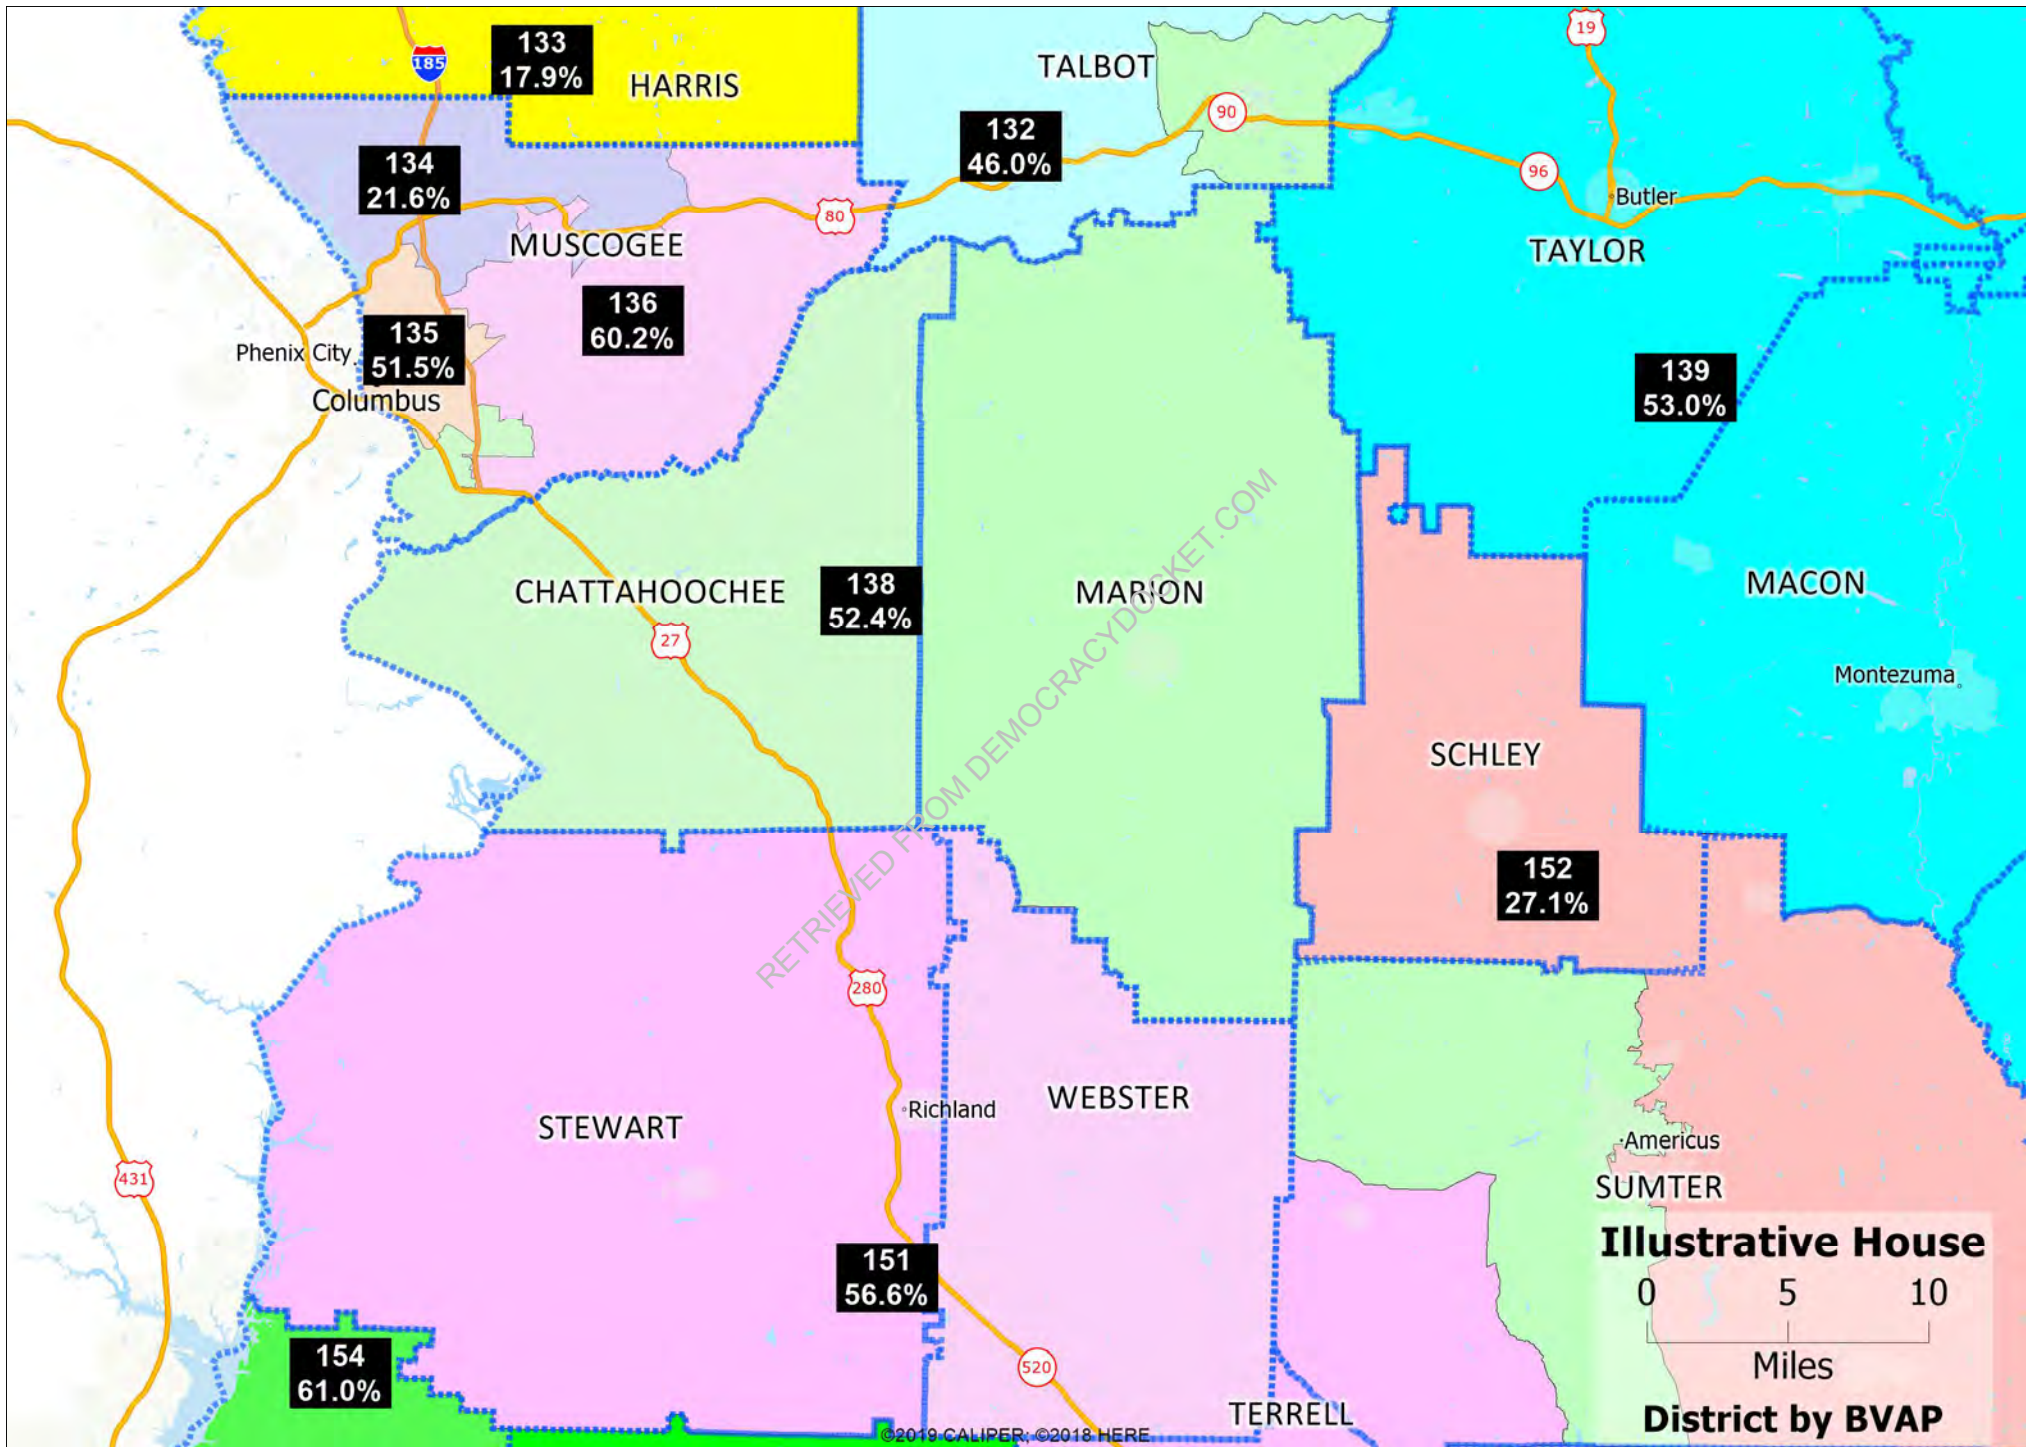 133
17.9%
HARRIS
185
TALBOT
19
132
46.0%
90
134
21.6%
96
Butler
80
MUSCOGEE
TAYLOR
136
60.2%
135
51.5%
Phenix City
Columbus
139
53.0%
CHATTAHOOCHEE
138
52.4%
MARION
MACON
27
Montezuma
SCHLEY
152
27.1%
RETRIEVED FROM DEMOCRACYDOCKET.COM
280
Richland
WEBSTER
STEWART
Americus
431
SUMTER
151
56.6%
520
154
61.0%
TERRELL
Illustrative House
0 5 10
Miles
District by BVAP
©2019 CALIPER; ©2018 HERE